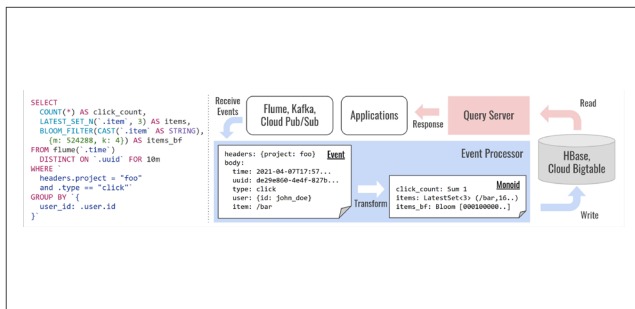 SELECT
COUNT(*) AS click_count,
LATEST_SET_N(`.item`, 3) AS items,
BLOOM_FILTER(CAST(`.item` AS STRING),
{m: 524288, k: 4}) AS items_bf
FROM flume(`.time`)
DISTINCT ON `.uuid` FOR 10m
WHERE `
headers.project = "foo"
and .type == "click"`
GROUP BY `{
user_id: .user.id
}`
Receive
Events
Flume, Kafka,
Cloud Pub/Sub
Applications
Response
Query Server
Read
HBase,
Cloud Bigtable
Write
Event Processor
headers: {project: foo}
Event
body:
time: 2021-04-07T17:57...
uuid: de29e860-4e4f-827b...
type: click
user: {id: john_doe}
item: /bar
Transform
Monoid
click_count: Sum 1
items: LatestSet<3> (/bar,16..)
items_bf: Bloom [000100000..]